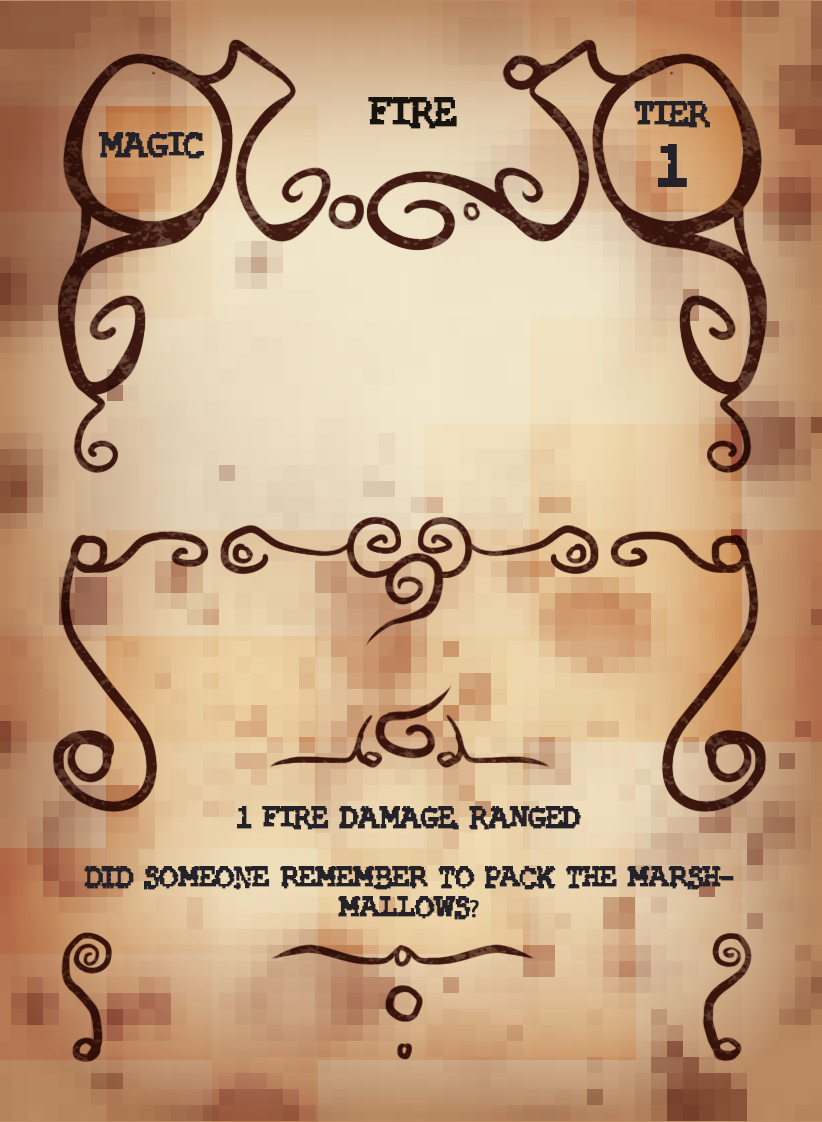 MAGIC
FIRE
TIER
1
1 FIRE DAMAGE RANGED
DID SOMEONE REMEMBER TO PACK THE MARSH-
MALLOWS?